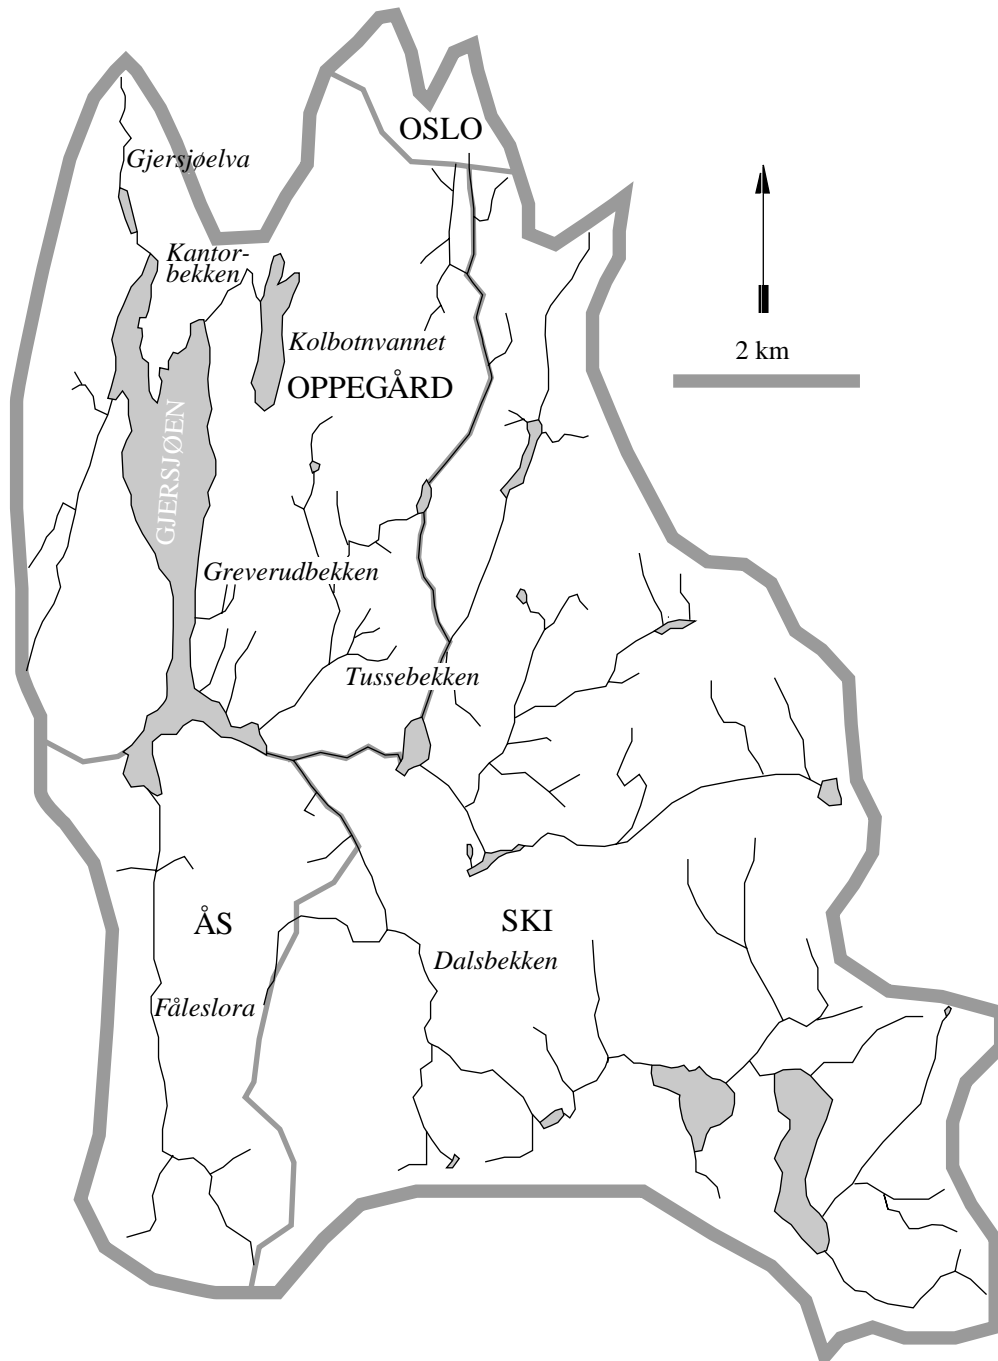 OSLO
Gjersjøelva
Kantor-
bekken
Kolbotnvannet
2 km
OPPEGÅRD
GJERSJØEN
Greverudbekken
Tussebekken
ÅS
SKI
Dalsbekken
Fåleslora